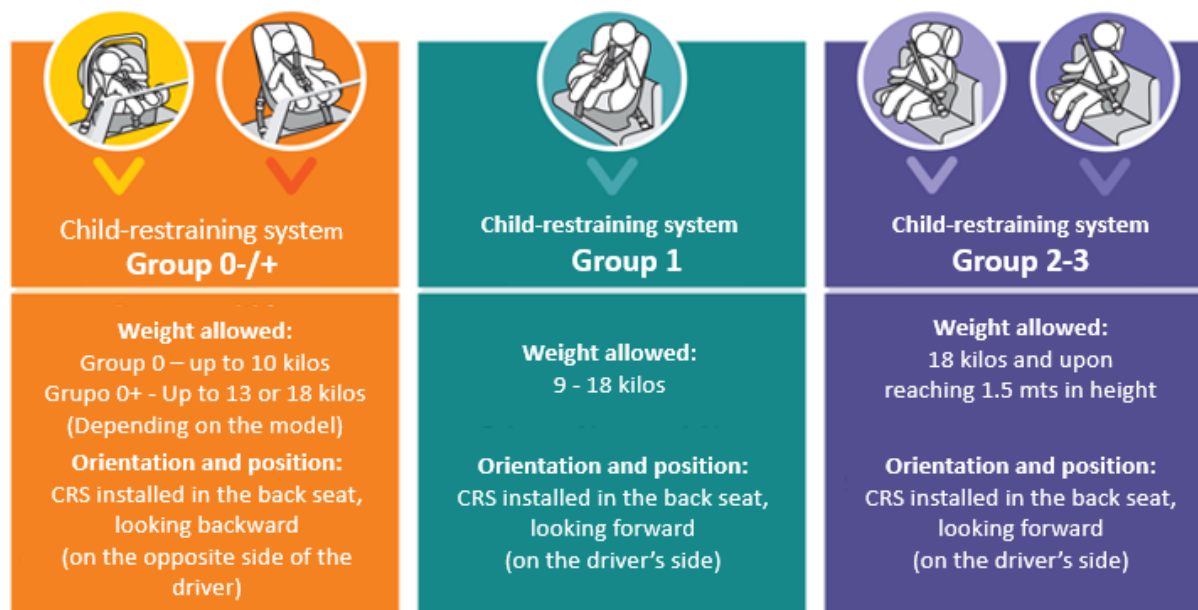 Child-restraining system
Group 0-/+
Weight allowed:
Group 0 – up to 10 kilos
Grupo 0+ - Up to 13 or 18 kilos
(Depending on the model)
Orientation and position:
CRS installed in the back seat,
looking backward
(on the opposite side of the
driver)
Child-restraining system
Group 1
Weight allowed:
9 - 18 kilos
Orientation and position:
CRS installed in the back seat,
looking forward
(on the driver’s side)
Child-restraining system
Group 2-3
Weight allowed:
18 kilos and upon
reaching 1.5 mts in height
Orientation and position:
CRS installed in the back seat,
looking forward
(on the driver’s side)